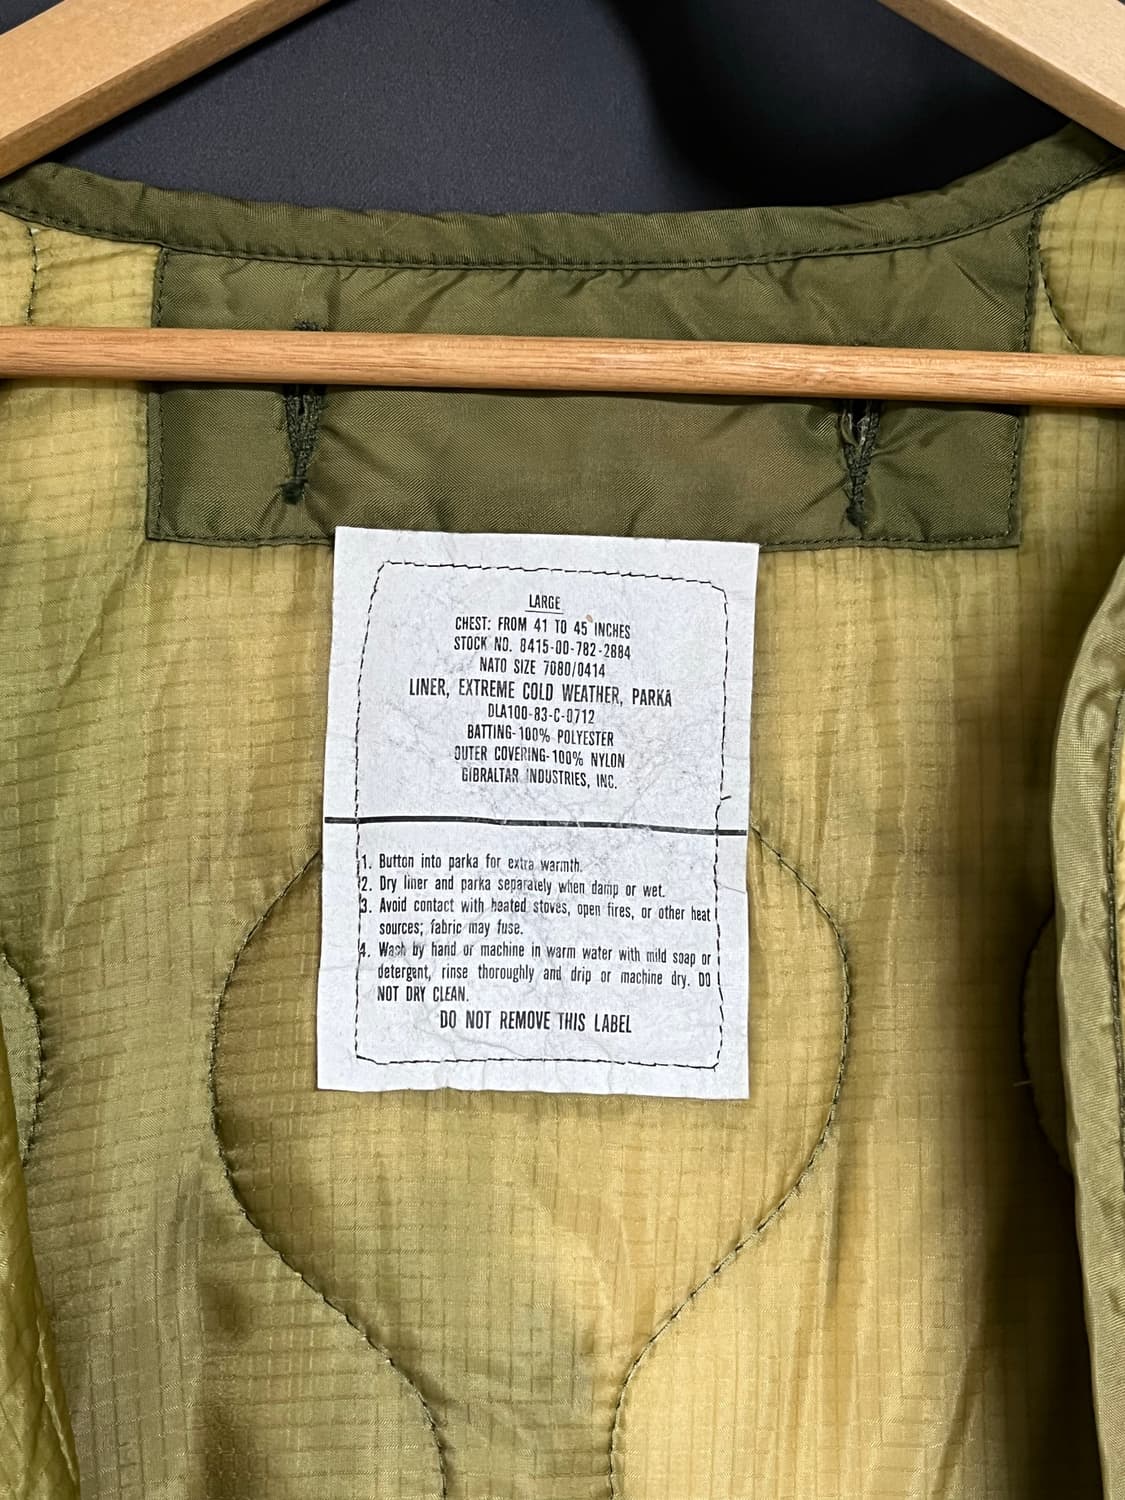 LARGE
CHEST: FROM 41 TO 45 INCHES
STOCK NO. 8415-00-782-2884
NATO SIZE 7080/0414
LINER, EXTREME COLD WEATHER, PARKA
DLA100-83-C-0712
BATTING-100% POLYESTER
OUTER COVERING-100% NYLON
GIBRALTAR INDUSTRIES, INC.
1. Button into parka for extra warmth.
2. Dry liner and parka separately when damp or wet.
3. Avoid contact with heated stoves, open fires, or other heat
sources; fabric may fuse.
4. Wash by hand or machine in warm water with mild soap or
detergent, rinse thoroughly and drip or machine dry. DO
NOT DRY CLEAN.
DO NOT REMOVE THIS LABEL